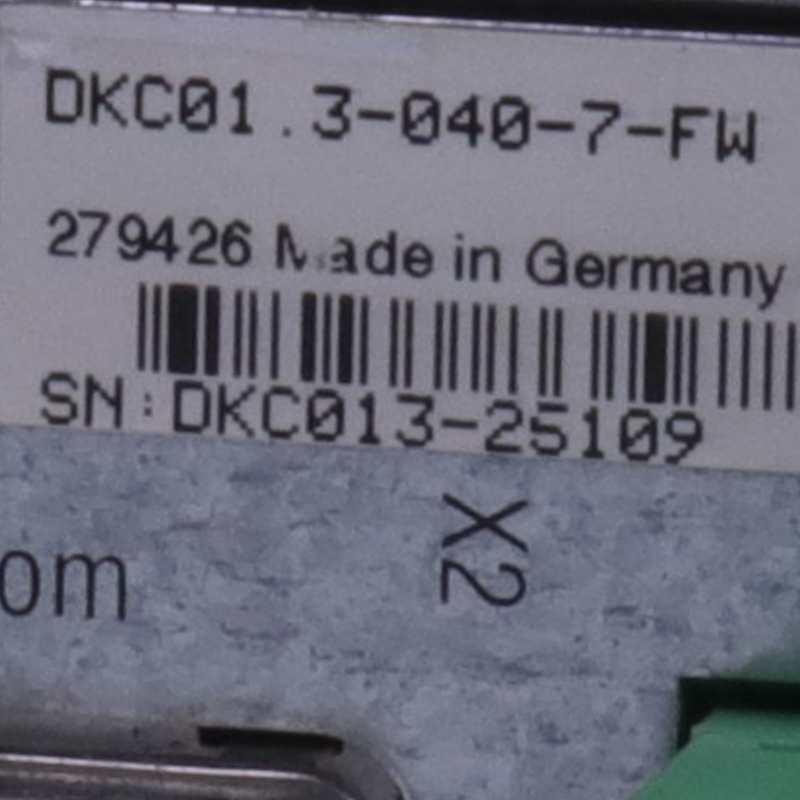 DKC01.3-040-7-FW
279426 Made in Germany
SN:DKC013-25109
X2
om